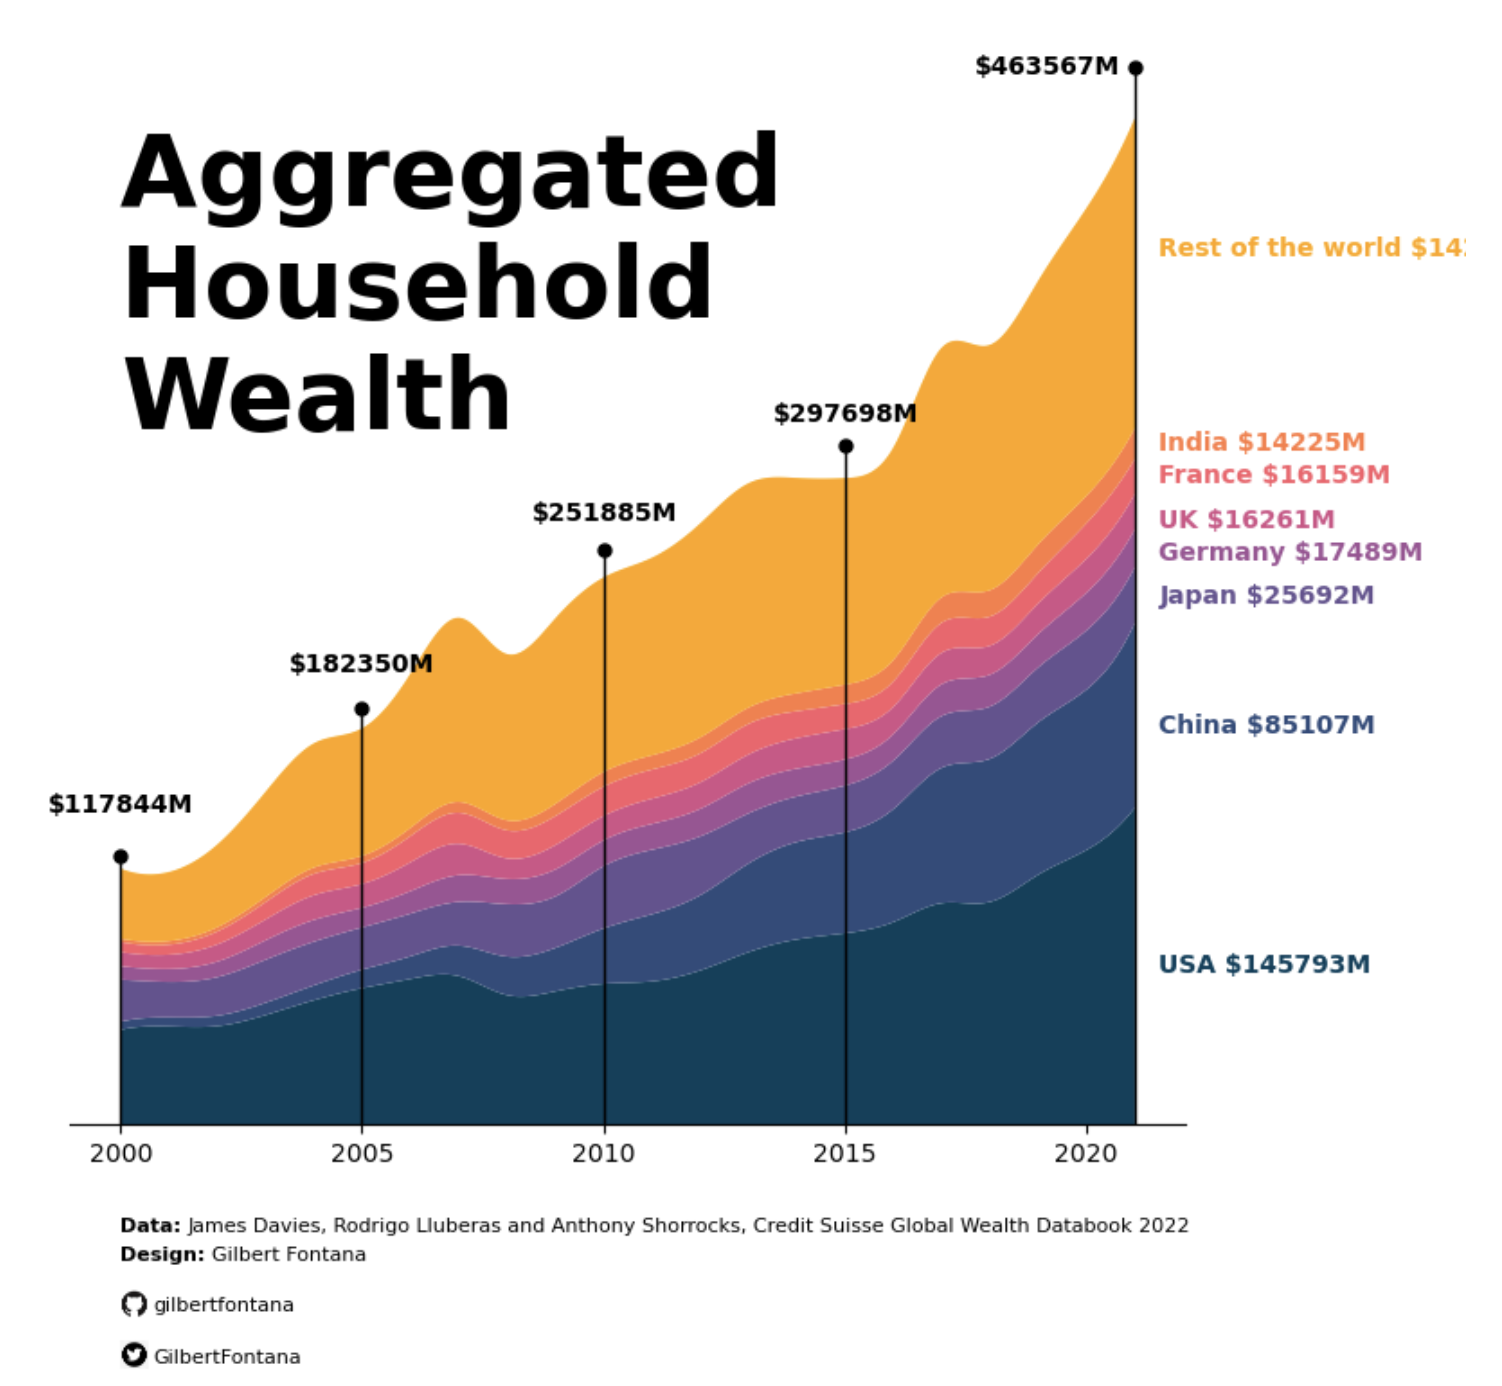 $463567M
Aggregated
Household
Wealth
Rest of the world $14
$297698M
India $14225M
France $16159M
$251885M
UK $16261M
Germany $17489M
Japan $25692M
$182350M
China $85107M
$117844M
USA $145793M
2000 2005 2010 2015 2020
Data: James Davies, Rodrigo Lluberas and Anthony Shorrocks, Credit Suisse Global Wealth Databook 2022
Design: Gilbert Fontana
gilbertfontana
GilbertFontana